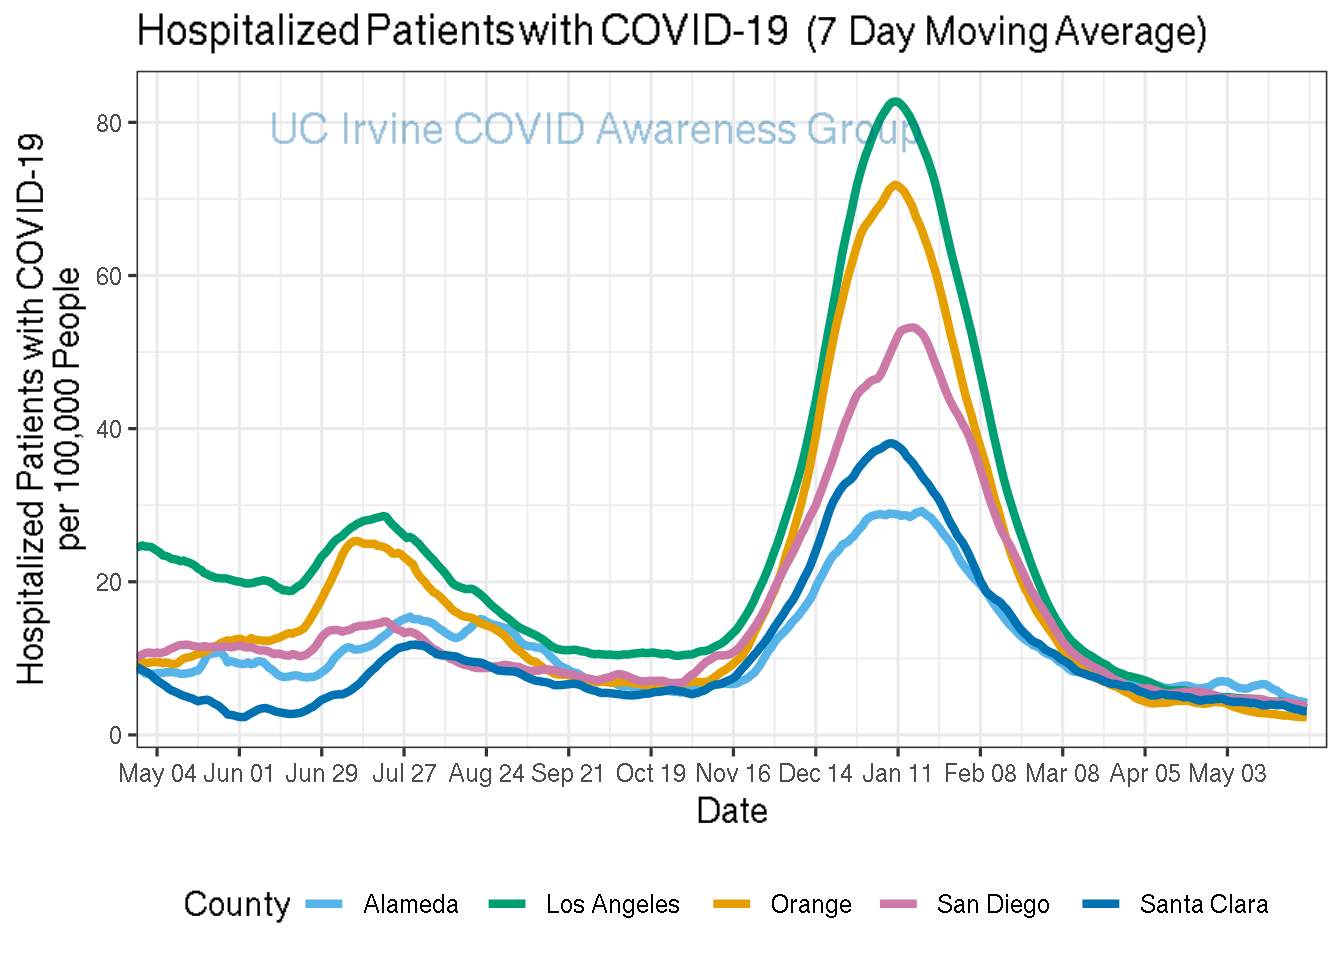 Hospitalized Patients with COVID-19 (7 Day Moving Average)
UC Irvine COVID Awareness Group
Hospitalized Patients with COVID-19
per 100,000 People
80
60
40
20
0
May 04 Jun 01 Jun 29 Jul 27 Aug 24 Sep 21 Oct 19 Nov 16 Dec 14 Jan 11 Feb 08 Mar 08 Apr 05 May 03
Date
County Alameda Los Angeles Orange San Diego Santa Clara